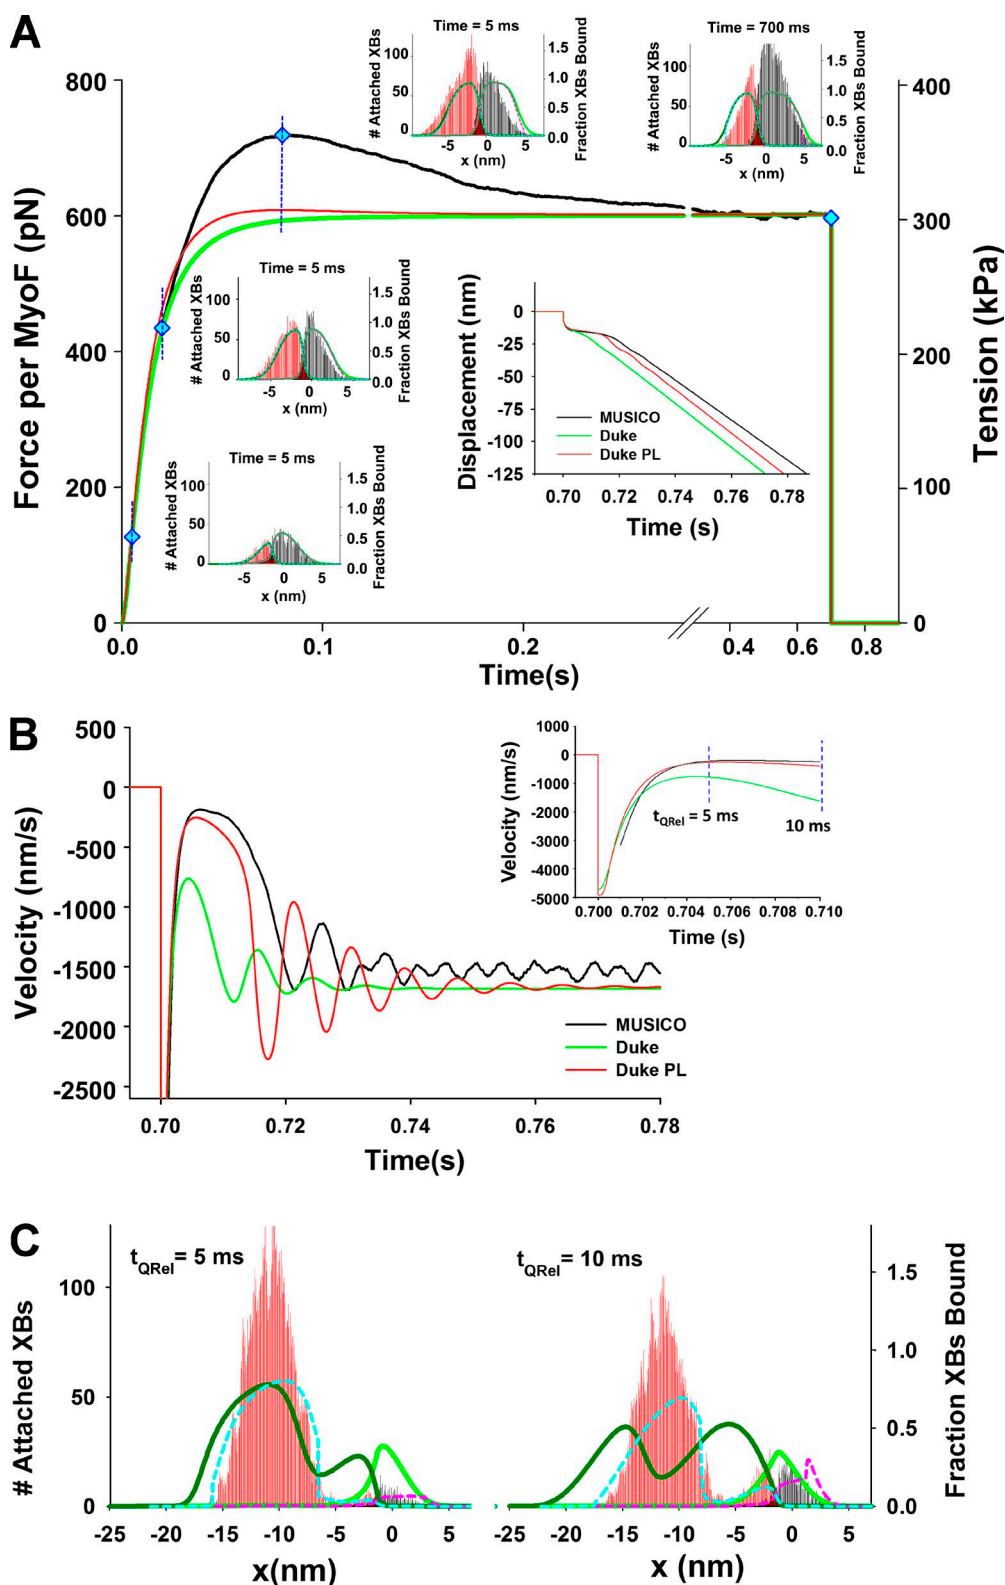 A
Time = 5 ms
# Attached XBs
100
50
0
-5
0
5
x (nm)
1.5
1.0
0.5
0.0
Fraction XBs Bound
Time = 700 ms
# Attached XBs
100
50
0
-5
0
5
x (nm)
1.5
1.0
0.5
0.0
Fraction XBs Bound
Force per MyoF (pN)
800
600
400
200
0
Tension (kPa)
400
300
200
100
0
Time = 5 ms
# Attached XBs
100
50
0
-5
0
5
x (nm)
1.5
1.0
0.5
0.0
Fraction XBs Bound
Time = 5 ms
# Attached XBs
100
50
0
-5
0
5
x (nm)
1.5
1.0
0.5
0.0
Fraction XBs Bound
Displacement (nm)
0
-25
-50
-75
-100
-125
MUSICO
Duke
Duke PL
0.70 0.72 0.74 0.76 0.78
Time (s)
0.0 0.1 0.2 0.4 0.6 0.8
Time(s)
B
Velocity (nm/s)
500
0
-500
-1000
-1500
-2000
-2500
0.70 0.72 0.74 0.76 0.78
Time(s)
MUSICO
Duke
Duke PL
Velocity (nm/s)
1000
0
-1000
-2000
-3000
-4000
-5000
tQRel = 5 ms
10 ms
0.700 0.702 0.704 0.706 0.708 0.710
Time (s)
C
# Attached XBs
100
50
0
tQRel= 5 ms
-25 -20 -15 -10 -5 0 5
x(nm)
tQRel= 10 ms
-25 -20 -15 -10 -5 0 5
x (nm)
1.5
1.0
0.5
0.0
Fraction XBs Bound